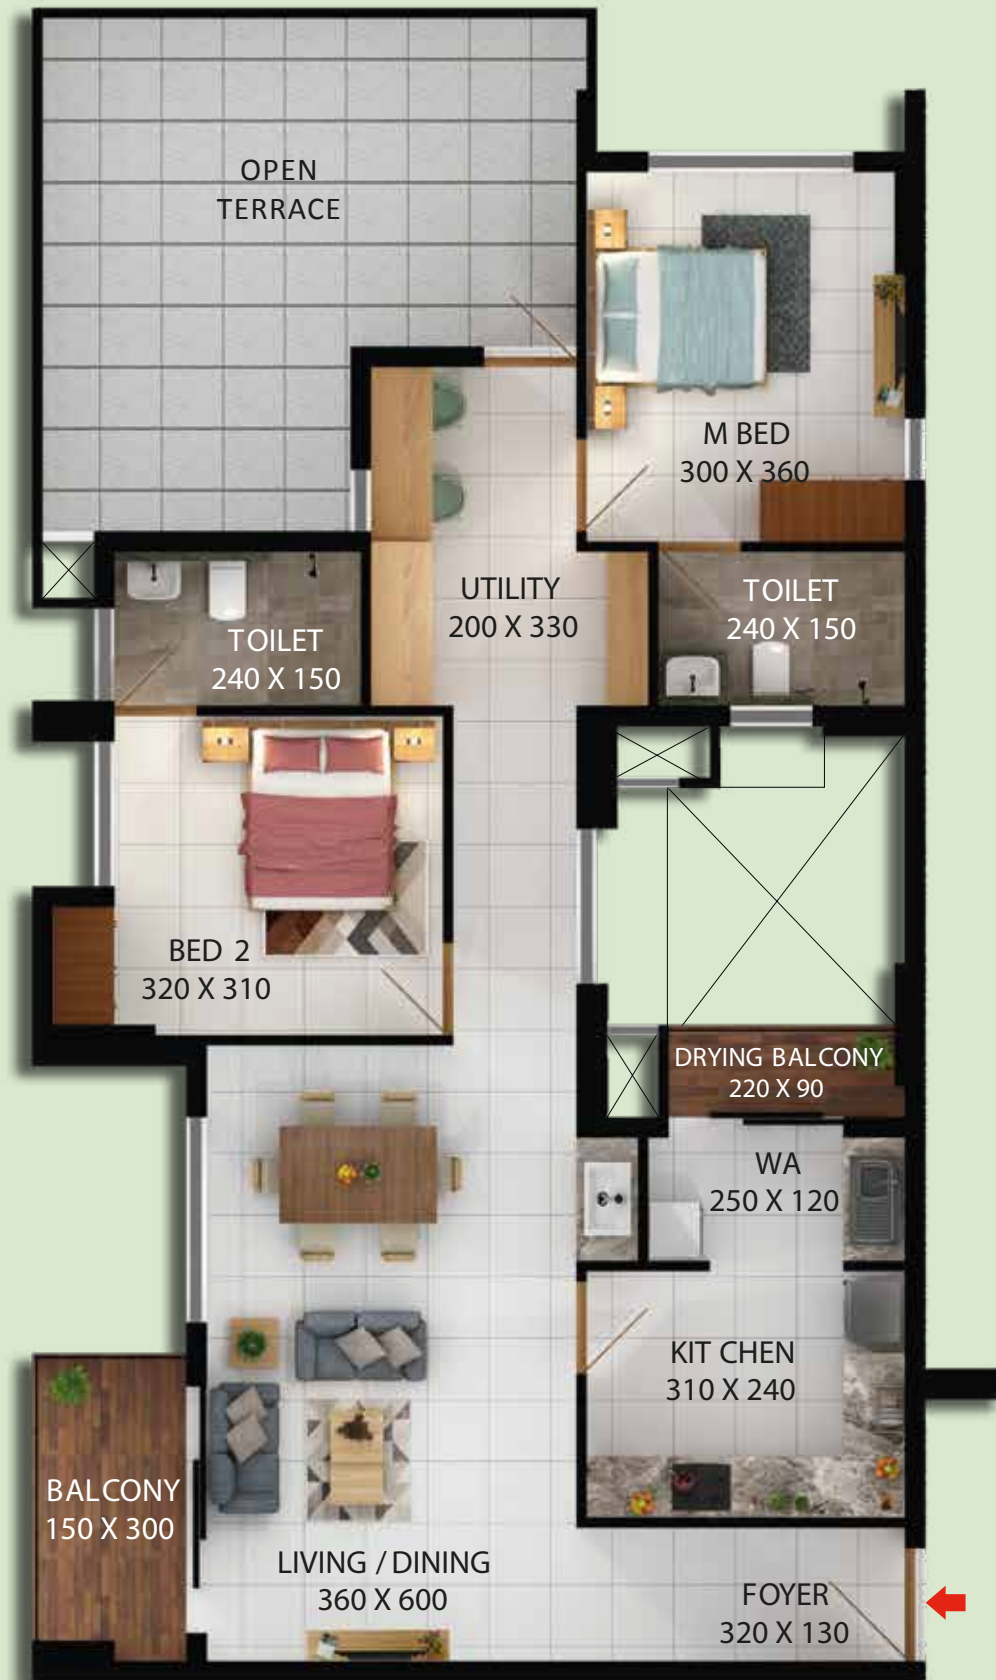 OPEN
TERRACE
M BED
300 X 360
UTILITY
200 X 330
TOILET
240 X 150
TOILET
240 X 150
BED 2
320 X 310
DRYING BALCONY
220 X 90
WA
250 X 120
KIT CHEN
310 X 240
BALCONY
150 X 300
LIVING / DINING
360 X 600
FOYER
320 X 130